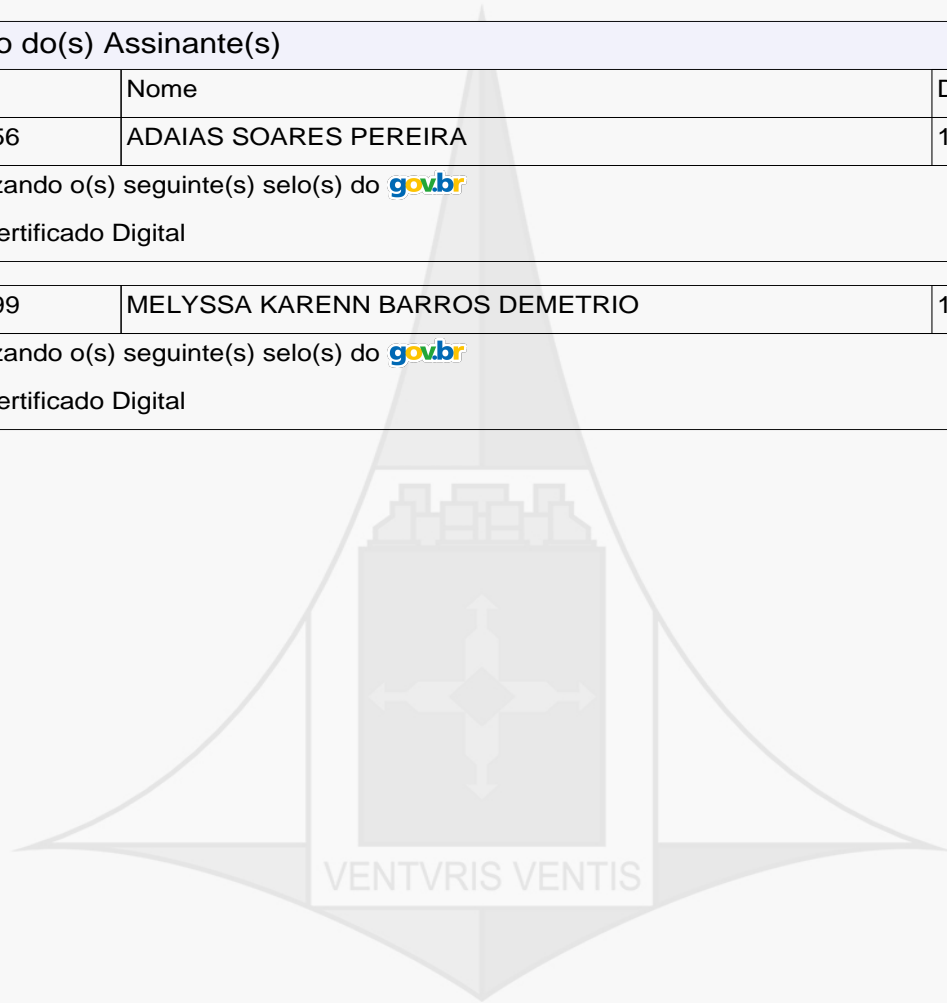 o do(s) Assinante(s)
Nome D
56 ADAIAS SOARES PEREIRA 1
zando o(s) seguinte(s) selo(s) do gov.br
ertificado Digital
99 MELYSSA KARENN BARROS DEMETRIO 1
zando o(s) seguinte(s) selo(s) do gov.br
ertificado Digital
VENTVRIS VENTIS